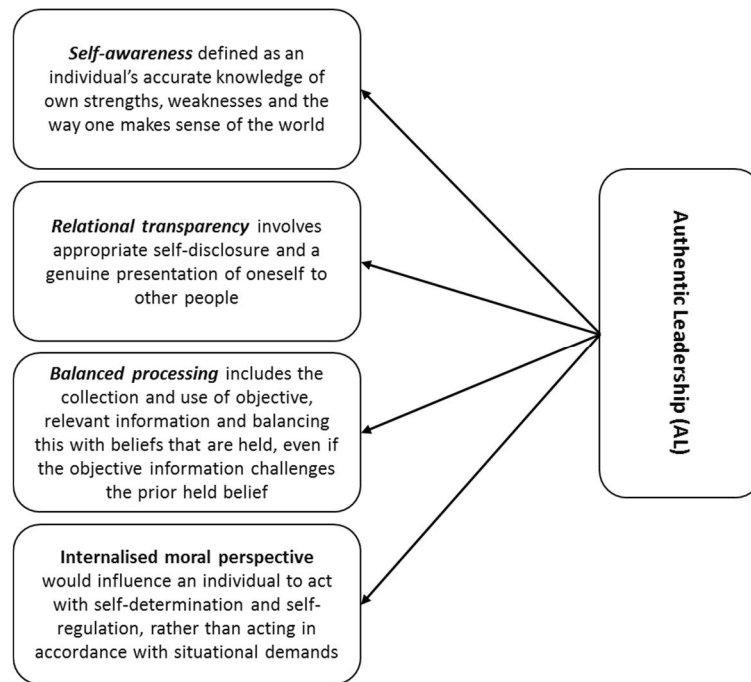 Self-awareness defined as an
individual’s accurate knowledge of
own strengths, weaknesses and the
way one makes sense of the world
Relational transparency involves
appropriate self-disclosure and a
genuine presentation of oneself to
other people
Balanced processing includes the
collection and use of objective,
relevant information and balancing
this with beliefs that are held, even if
the objective information challenges
the prior held belief
Internalised moral perspective
would influence an individual to act
with self-determination and self-
regulation, rather than acting in
accordance with situational demands
Authentic Leadership (AL)